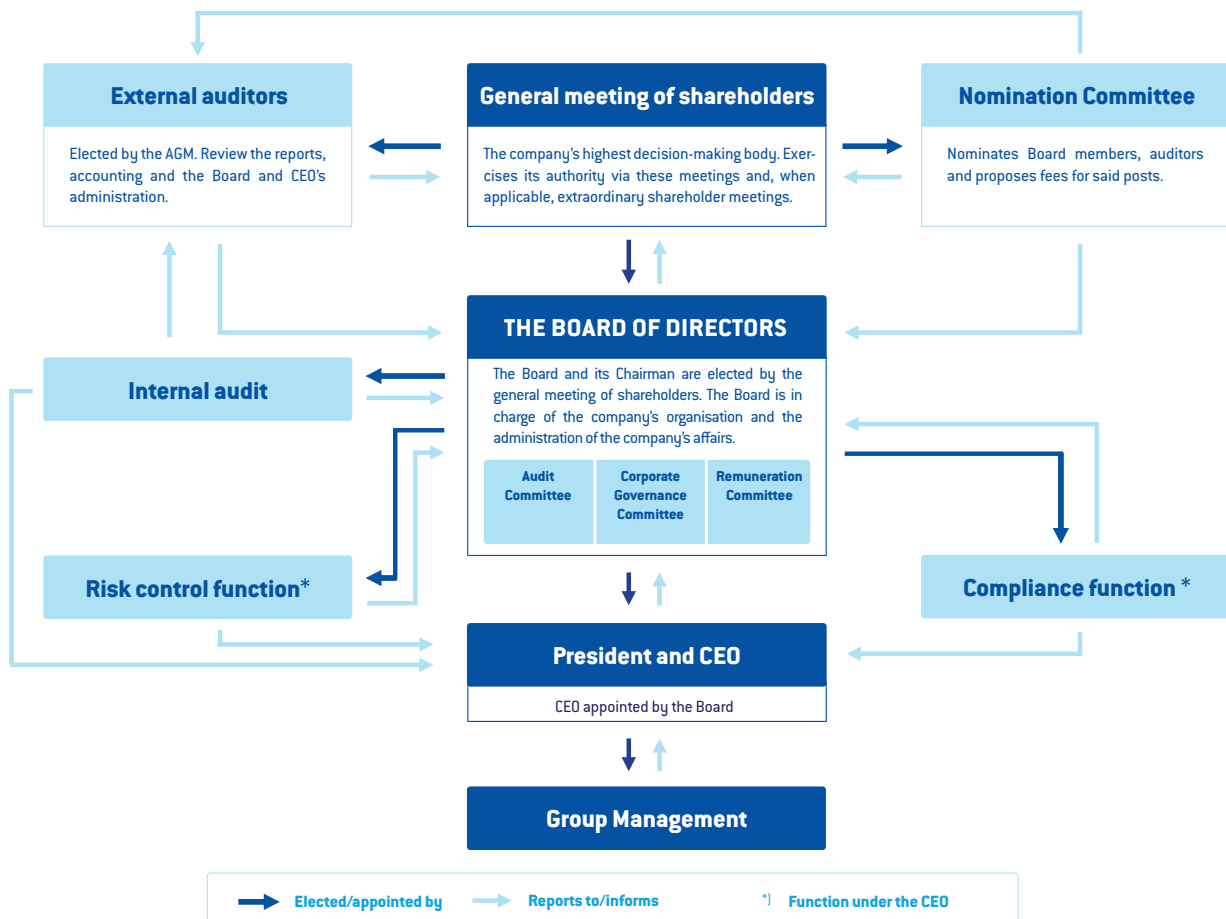 External auditors
Elected by the AGM. Review the reports,
accounting and the Board and CEO's
administration.
General meeting of shareholders
The company's highest decision-making body. Exer-
cises its authority via these meetings and, when
applicable, extraordinary shareholder meetings.
Nomination Committee
Nominates Board members, auditors
and proposes fees for said posts.
THE BOARD OF DIRECTORS
The Board and its Chairman are elected by the
general meeting of shareholders. The Board is in
charge of the company's organisation and the
administration of the company's affairs.
Audit
Committee
Corporate
Governance
Committee
Remuneration
Committee
Internal audit
Risk control function*
Compliance function *
President and CEO
CEO appointed by the Board
Group Management
Elected/appointed by
Reports to/informs
*) Function under the CEO